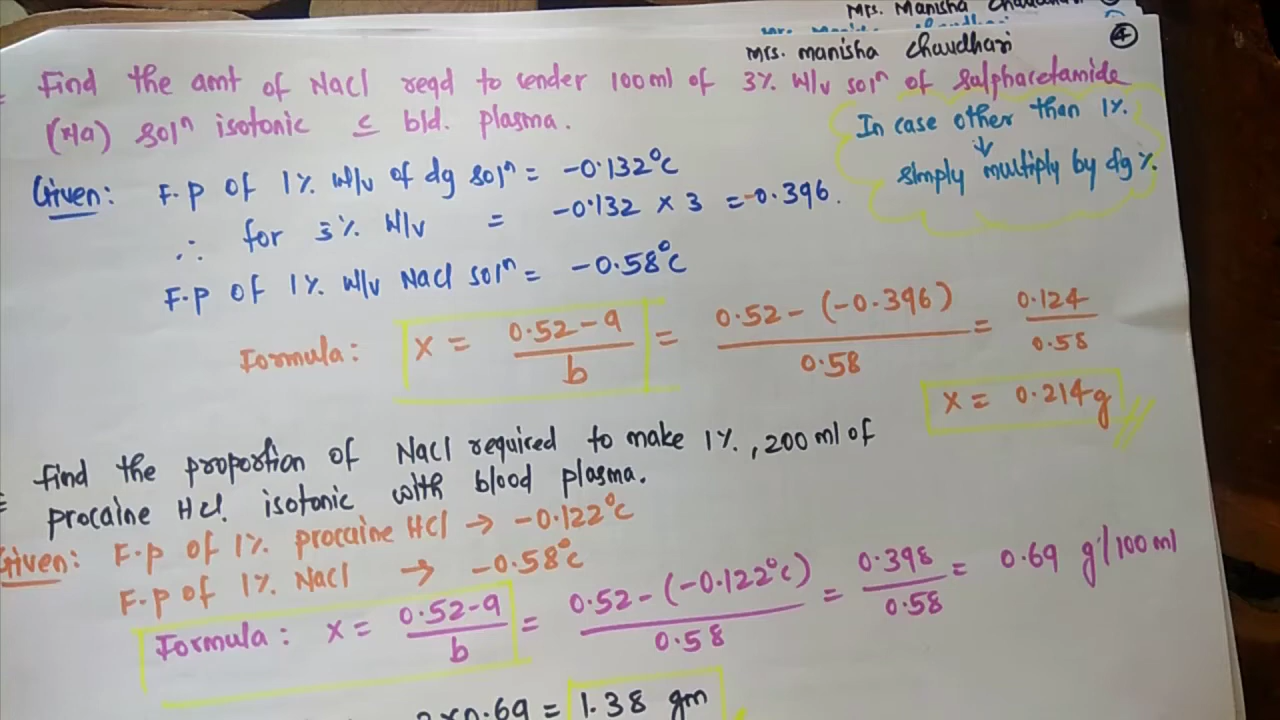 Mrs. Manisha
Mrs. manisha chaudhari
4
Find the amt of NaCl reqd to render 100 ml of 3% W/v solⁿ of sulphacetamide
(Na) solⁿ isotonic c̲ bld. plasma.
In case other than 1%.
↓
simply multiply by dg %.
Given: F.p of 1% W/v of dg solⁿ = -0.132°C
∴ for 3% W/v = -0.132 x 3 = -0.396.
F.p of 1% W/v Nacl solⁿ = -0.58°C
Formula: x = 0.52-a / b = 0.52-(-0.396) / 0.58 = 0.124 / 0.58
x = 0.214g
Find the proportion of NaCl required to make 1%, 200 ml of
procaine HCl. isotonic with blood plasma.
Given: F.p of 1% procaine HCl → -0.122°C
F.p of 1% NaCl → -0.58°C
Formula: x = 0.52-a / b = 0.52-(-0.122°C) / 0.58 = 0.398 / 0.58 = 0.69 g/100 ml
2x0.69 = 1.38 gm